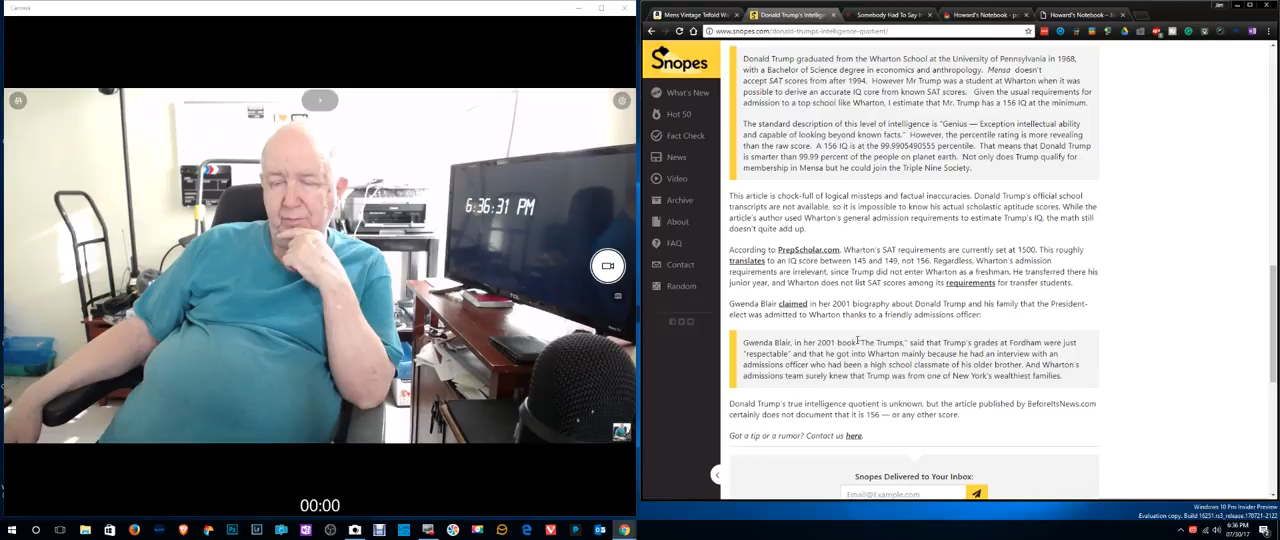 Camera
6:36:31 PM
TCL
00:00
Jim
Mens Vintage Trifold W
Donald Trump's Intellige
Somebody Had To Say I
Howard's Notebook
Howard's Notebook
www.snopes.com/donald-trumps-intelligence-quotient/
Snopes
What's New
Hot 50
Fact Check
News
Video
Archive
About
FAQ
Contact
Random
Donald Trump graduated from the Wharton School at the University of Pennsylvania in 1968,
with a Bachelor of Science degree in economics and anthropology. Mensa doesn't
accept SAT scores from after 1994. However Mr Trump was a student at Wharton when it was
possible to derive an accurate IQ core from known SAT scores. Given the usual requirements for
admission to a top school like Wharton, I estimate that Mr. Trump has a 156 IQ at the minimum.
The standard description of this level of intelligence is "Genius — Exception intellectual ability
and capable of looking beyond known facts." However, the percentile rating is more revealing
than the raw score. A 156 IQ is at the 99.9905490555 percentile. That means that Donald Trump
is smarter than 99.99 percent of the people on planet earth. Not only does Trump qualify for
membership in Mensa but he could join the Triple Nine Society.
This article is chock-full of logical missteps and factual inaccuracies. Donald Trump's official school
transcripts are not available, so it is impossible to know his actual scholastic aptitude scores. While the
article's author used Wharton's general admission requirements to estimate Trump's IQ, the math still
doesn't quite add up.
According to PrepScholar.com, Wharton's SAT requirements are currently set at 1500. This roughly
translates to an IQ score between 145 and 149, not 156. Regardless, Wharton's admission
requirements are irrelevant, since Trump did not enter Wharton as a freshman. He transferred there his
junior year, and Wharton does not list SAT scores among its requirements for transfer students.
Gwenda Blair claimed in her 2001 biography about Donald Trump and his family that the President-
elect was admitted to Wharton thanks to a friendly admissions officer:
Gwenda Blair, in her 2001 book "The Trumps," said that Trump's grades at Fordham were just
"respectable" and that he got into Wharton mainly because he had an interview with an
admissions officer who had been a high school classmate of his older brother. And Wharton's
admissions team surely knew that Trump was from one of New York's wealthiest families.
Donald Trump's true intelligence quotient is unknown, but the article published by BeforeItsNews.com
certainly does not document that it is 156 — or any other score.
Got a tip or a rumor? Contact us here.
Snopes Delivered to Your Inbox:
Email@Example.com
Windows 10 Pro Insider Preview
Evaluation copy. Build 16251.rs3_release.170721-2122
6:36 PM
07/30/17